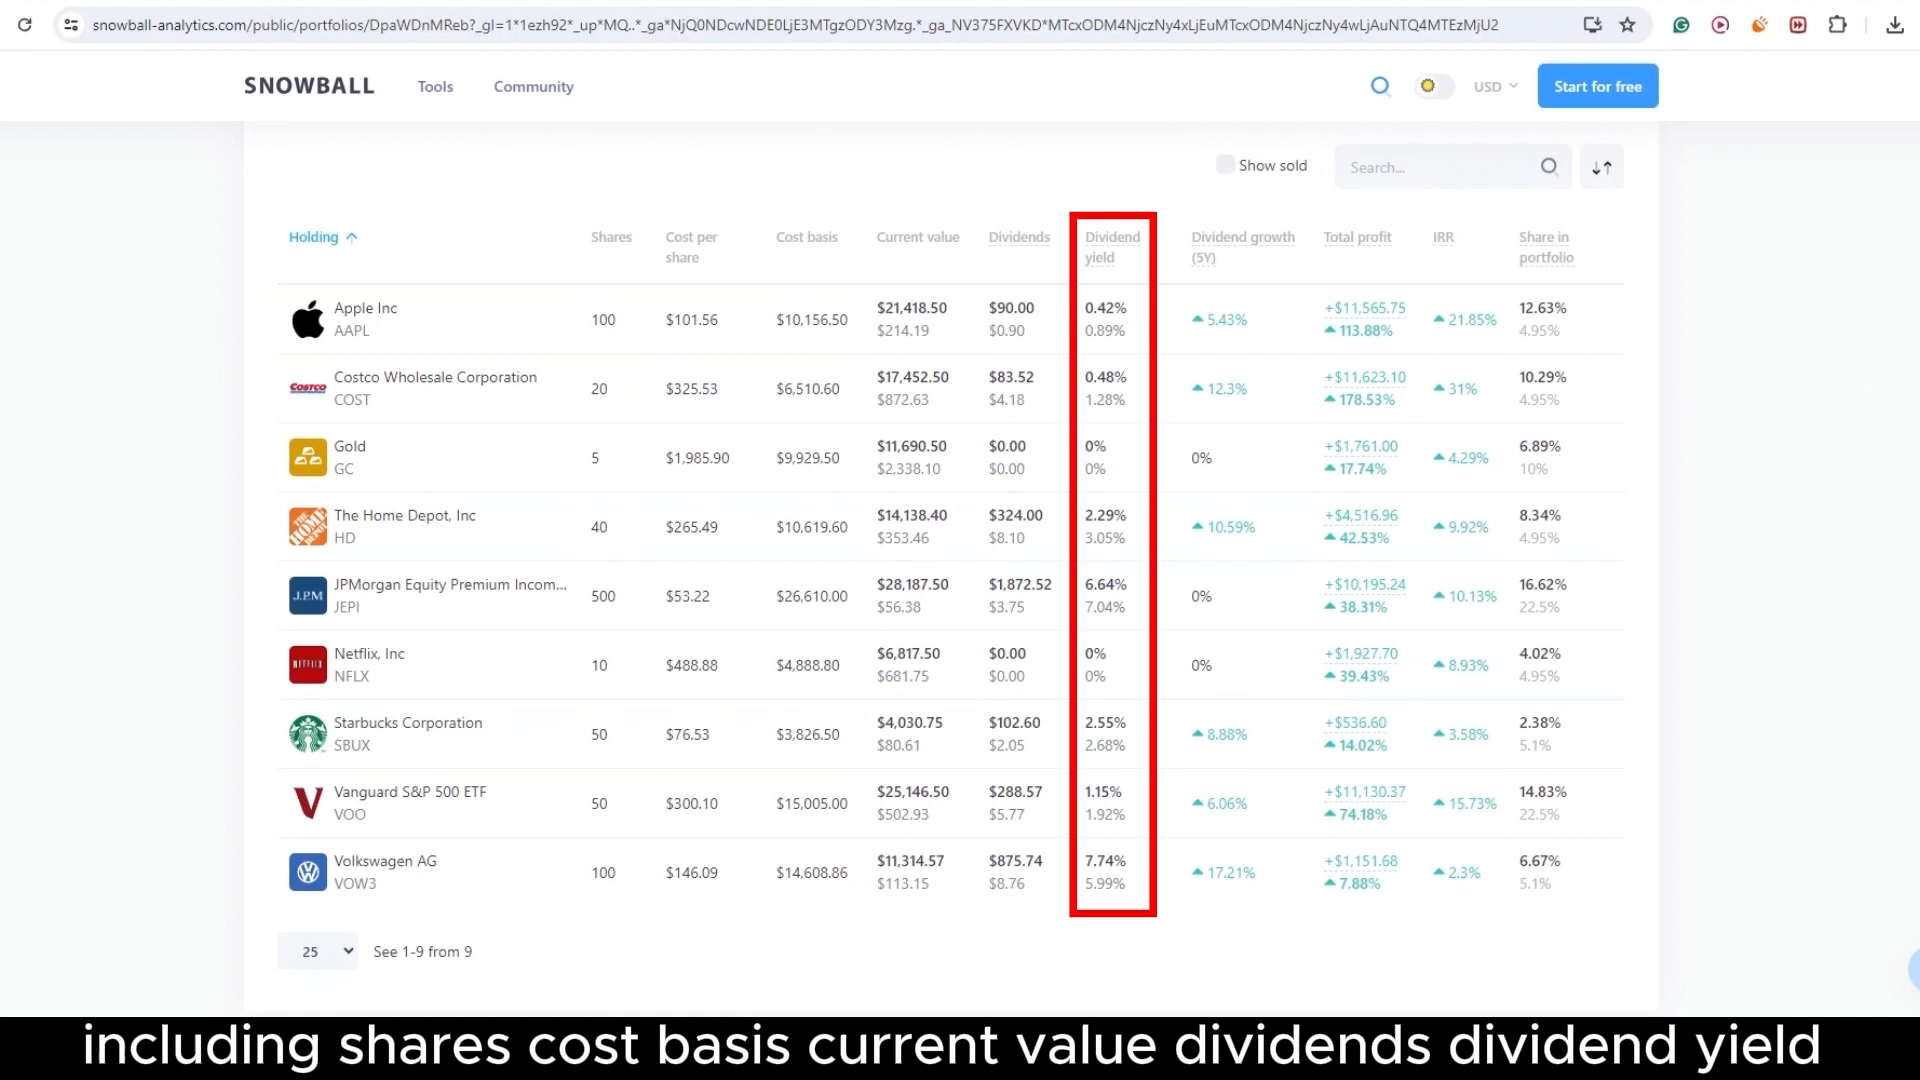 snowball-analytics.com/public/portfolios/DpaWDnMReb?_gl=1*1ezh92*_up*MQ..*_ga*NjQ0NDcwNDE0LjE3MTgzODY3Mzg.*_ga_NV375FXVKD*MTcxODM4NjczNy4xLjEuMTcxODM4NjczNy4wLjAuNTQ4MTEzMjU2
SNOWBALL Tools Community USD Start for free
Show sold Search...
Holding Shares Cost per share Cost basis Current value Dividends Dividend yield Dividend growth (5Y) Total profit IRR Share in portfolio
Apple Inc 100 $101.56 $10,156.50 $21,418.50 $90.00 0.42% 5.43% +$11,565.75 21.85% 12.63%
AAPL $214.19 $0.90 0.89% 113.88% 4.95%
COSTCO Costco Wholesale Corporation 20 $325.53 $6,510.60 $17,452.50 $83.52 0.48% 12.3% +$11,623.10 31% 10.29%
COST $872.63 $4.18 1.28% 178.53% 4.95%
Gold 5 $1,985.90 $9,929.50 $11,690.50 $0.00 0% 0% +$1,761.00 4.29% 6.89%
GC $2,338.10 $0.00 0% 17.74% 10%
THE HOME DEPOT The Home Depot, Inc 40 $265.49 $10,619.60 $14,138.40 $324.00 2.29% 10.59% +$4,516.96 9.92% 8.34%
HD $353.46 $8.10 3.05% 42.53% 4.95%
J.P.M JPMorgan Equity Premium Incom... 500 $53.22 $26,610.00 $28,187.50 $1,872.52 6.64% 0% +$10,195.24 10.13% 16.62%
JEPI $56.38 $3.75 7.04% 38.31% 22.5%
NETFLIX Netflix, Inc 10 $488.88 $4,888.80 $6,817.50 $0.00 0% 0% +$1,927.70 8.93% 4.02%
NFLX $681.75 $0.00 0% 39.43% 4.95%
Starbucks Corporation 50 $76.53 $3,826.50 $4,030.75 $102.60 2.55% 8.88% +$536.60 3.58% 2.38%
SBUX $80.61 $2.05 2.68% 14.02% 5.1%
Vanguard S&P 500 ETF 50 $300.10 $15,005.00 $25,146.50 $288.57 1.15% 6.06% +$11,130.37 15.73% 14.83%
VOO $502.93 $5.77 1.92% 74.18% 22.5%
Volkswagen AG 100 $146.09 $14,608.86 $11,314.57 $875.74 7.74% 17.21% +$1,151.68 2.3% 6.67%
VOW3 $113.15 $8.76 5.99% 7.88% 5.1%
25 See 1-9 from 9
including shares cost basis current value dividends dividend yield